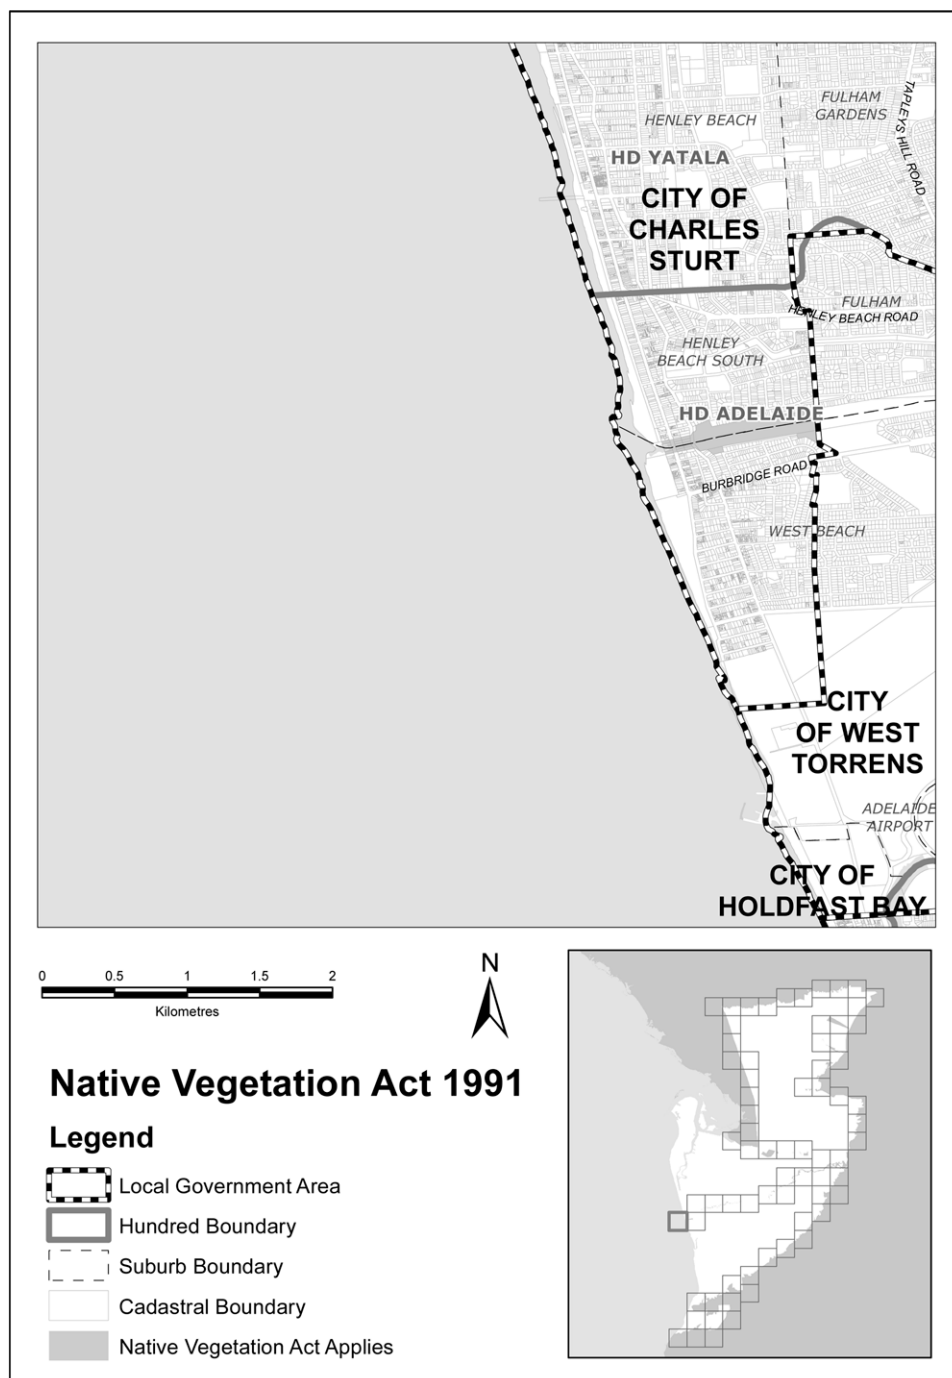 HENLEY BEACH
FULHAM
GARDENS
TAPLEYS HILL ROAD
HD YATALA
CITY OF
CHARLES
STURT
FULHAM
HENLEY BEACH ROAD
HENLEY
BEACH SOUTH
HD ADELAIDE
BURBRIDGE ROAD
WEST BEACH
CITY
OF WEST
TORRENS
ADELAIDE
AIRPORT
CITY OF
HOLDFAST BAY
0 0.5 1 1.5 2
Kilometres
N
Native Vegetation Act 1991
Legend
Local Government Area
Hundred Boundary
Suburb Boundary
Cadastral Boundary
Native Vegetation Act Applies